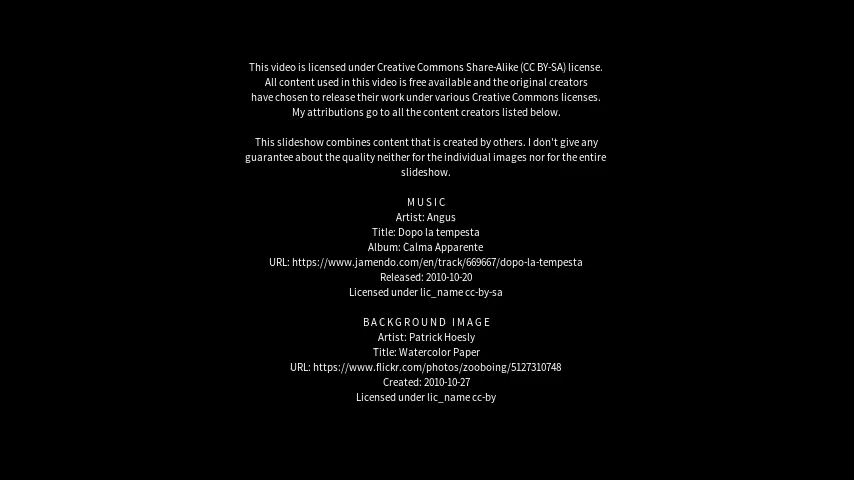 This video is licensed under Creative Commons Share-Alike (CC BY-SA) license.
All content used in this video is free available and the original creators
have chosen to release their work under various Creative Commons licenses.
My attributions go to all the content creators listed below.
This slideshow combines content that is created by others. I don't give any
guarantee about the quality neither for the individual images nor for the entire
slideshow.
MUSIC
Artist: Angus
Title: Dopo la tempesta
Album: Calma Apparente
URL: https://www.jamendo.com/en/track/669667/dopo-la-tempesta
Released: 2010-10-20
Licensed under lic_name cc-by-sa
BACKGROUND IMAGE
Artist: Patrick Hoesly
Title: Watercolor Paper
URL: https://www.flickr.com/photos/zooboing/5127310748
Created: 2010-10-27
Licensed under lic_name cc-by